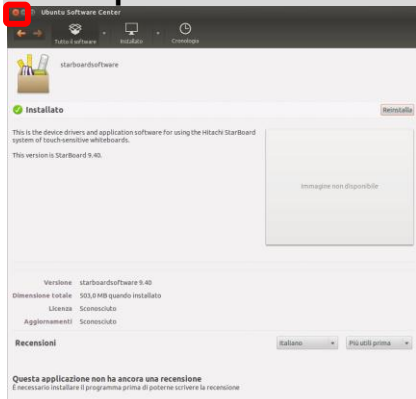 Ubuntu Software Center
Tutto il software Installato Cronologia
starboardsoftware
Installato Reinstalla
This is the device drivers and application software for using the Hitachi StarBoard
system of touch-sensitive whiteboards.
This version is StarBoard 9.40.
Immagine non disponibile
Versione starboardsoftware 9.40
Dimensione totale 503,0 MB quando installato
Licenza Sconosciuto
Aggiornamenti Sconosciuto
Recensioni Italiano Più utili prima
Questa applicazione non ha ancora una recensione
È necessario installare il programma prima di poterne scrivere la recensione